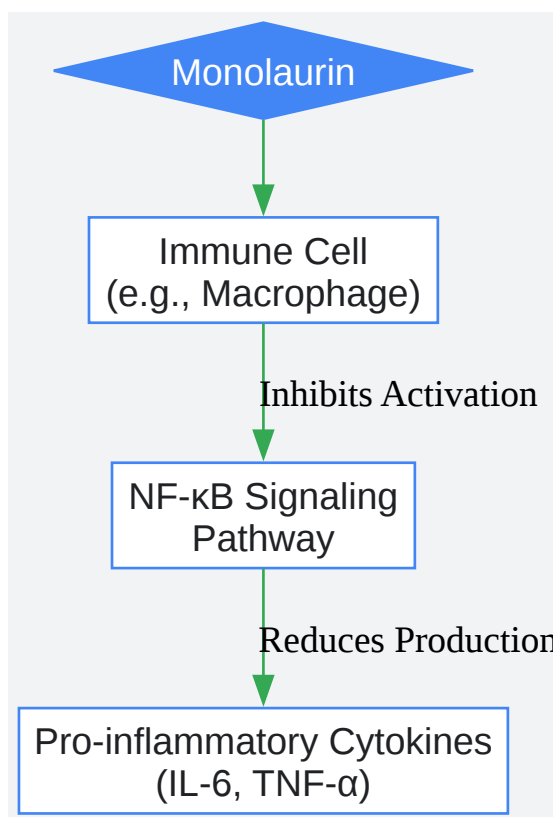 Monolaurin
Immune Cell
(e.g., Macrophage)
Inhibits Activation
NF-κB Signaling
Pathway
Reduces Production
Pro-inflammatory Cytokines
(IL-6, TNF-α)